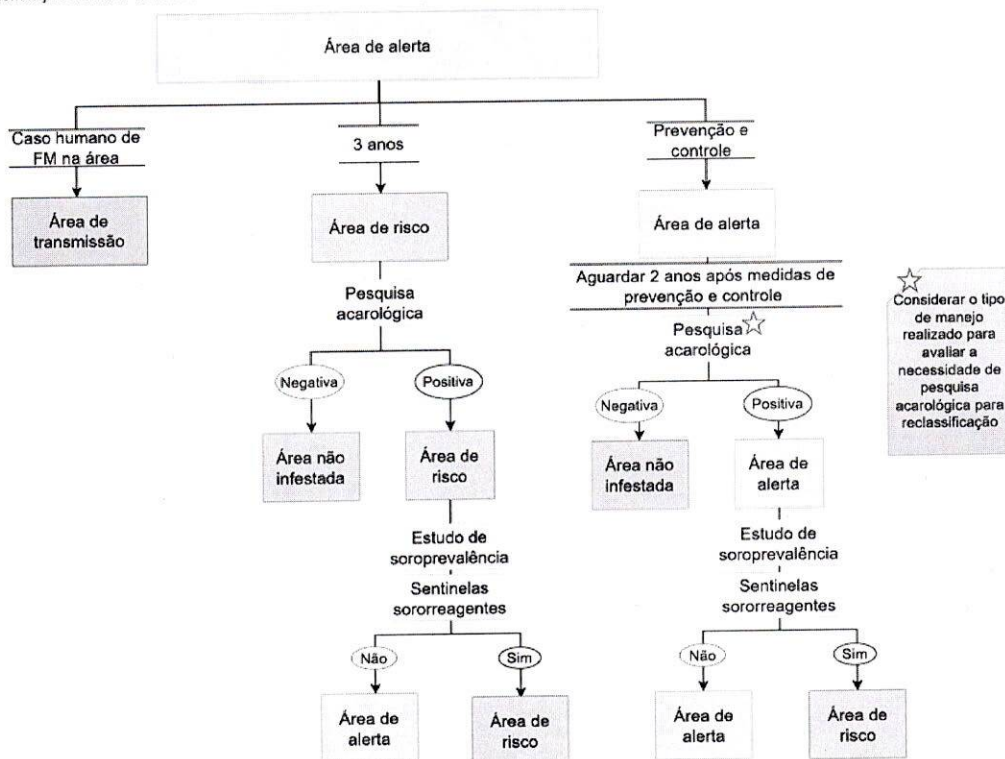 Área de alerta
Caso humano de
FM na área
3 anos
Prevenção e
controle
Área de
transmissão
Área de risco
Área de alerta
Aguardar 2 anos após medidas de
prevenção e controle
Pesquisa
acarológica
Pesquisa
acarológica
Considerar o tipo
de manejo
realizado para
avaliar a
necessidade de
pesquisa
acarológica para
reclassificação
Negativa
Positiva
Negativa
Positiva
Área não
infestada
Área de
risco
Área não
infestada
Área de
alerta
Estudo de
soroprevalência
Estudo de
soroprevalência
Sentinelas
sororreagentes
Sentinelas
sororreagentes
Não
Sim
Não
Sim
Área de
alerta
Área de
risco
Área de
alerta
Área de
risco